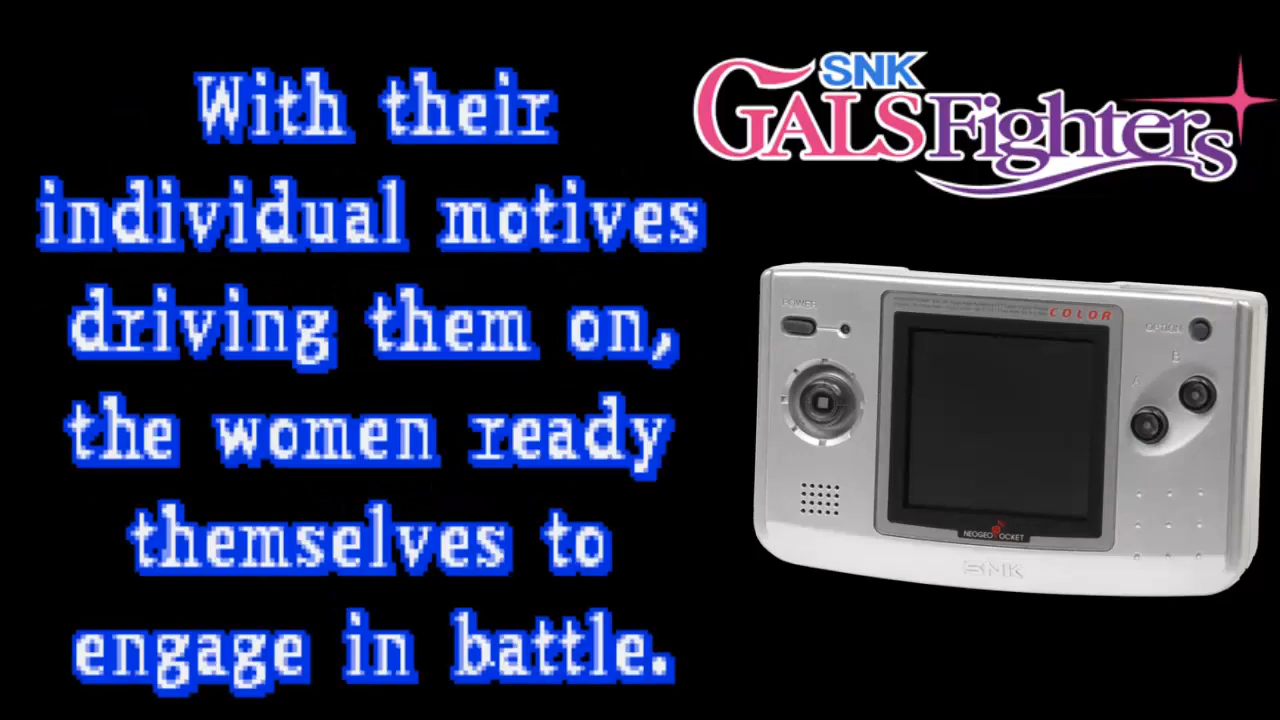 With their
individual motives
driving them on,
the women ready
themselves to
engage in battle.
SNK
GALS Fighters
POWER
COLOR
OPTION
B
A
NEOGEO POCKET
SNK